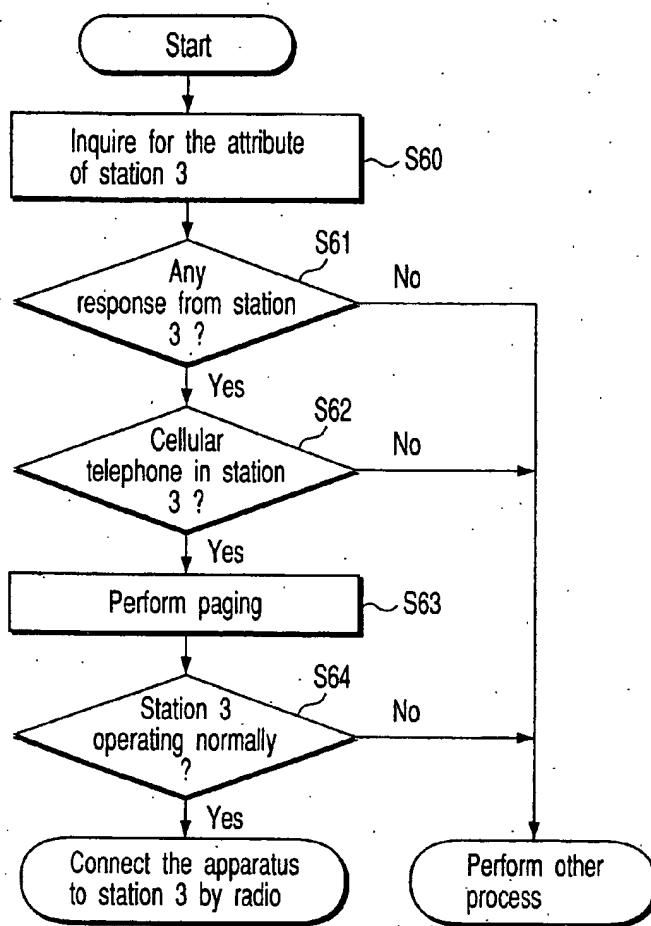 Start
Inquire for the attribute
of station 3
S60
S61
Any
response from station
3 ?
No
Yes
S62
Cellular
telephone in station
3 ?
No
Yes
Perform paging
S63
S64
Station 3
operating normally
?
No
Yes
Connect the apparatus
to station 3 by radio
Perform other
process